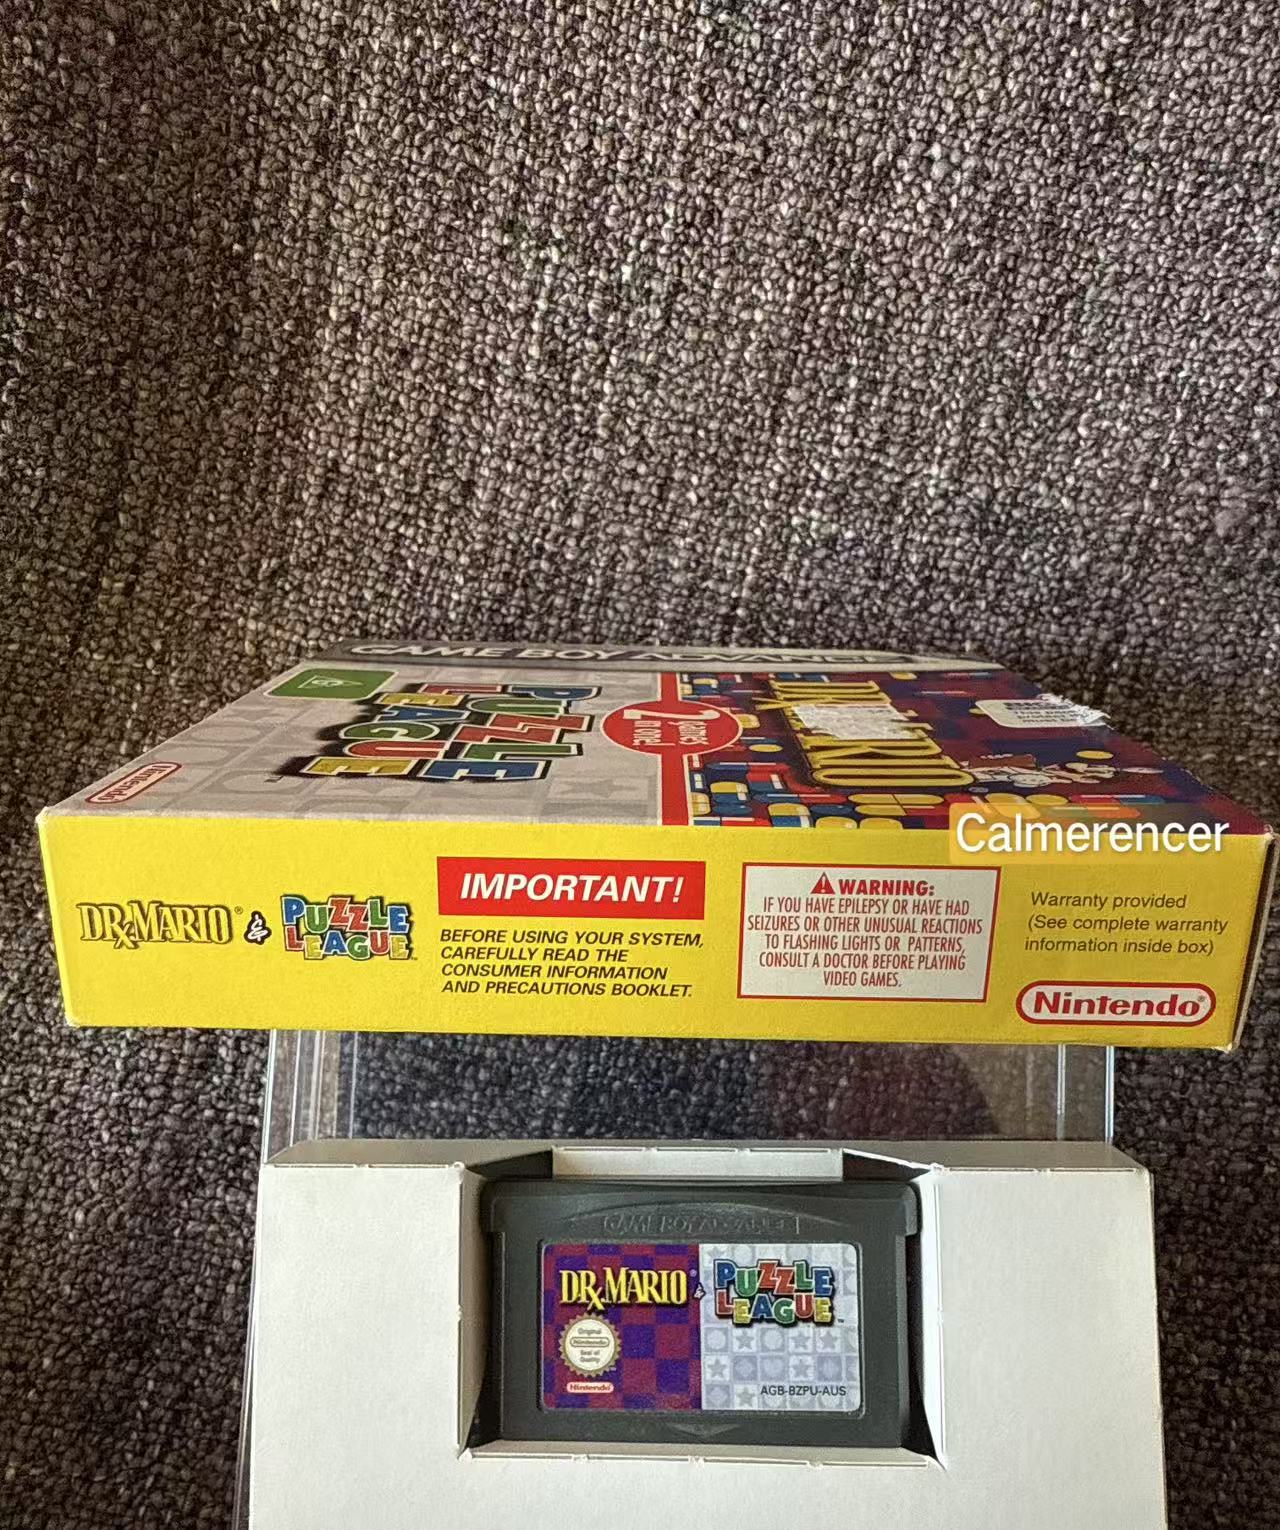 GAME BOY ADVANCE
PUZZLE
LEAGUE
2 games
in one!
DR. MARIO
Nintendo
Calmerencer
DR. MARIO® & PUZZLE
LEAGUE™
IMPORTANT!
BEFORE USING YOUR SYSTEM,
CAREFULLY READ THE
CONSUMER INFORMATION
AND PRECAUTIONS BOOKLET.
WARNING:
IF YOU HAVE EPILEPSY OR HAVE HAD
SEIZURES OR OTHER UNUSUAL REACTIONS
TO FLASHING LIGHTS OR PATTERNS,
CONSULT A DOCTOR BEFORE PLAYING
VIDEO GAMES.
Warranty provided
(See complete warranty
information inside box)
Nintendo®
GAME BOY ADVANCE
DR. MARIO® & PUZZLE
LEAGUE™
Original
Nintendo
Seal of
Quality
Nintendo
AGB-BZPU-AUS